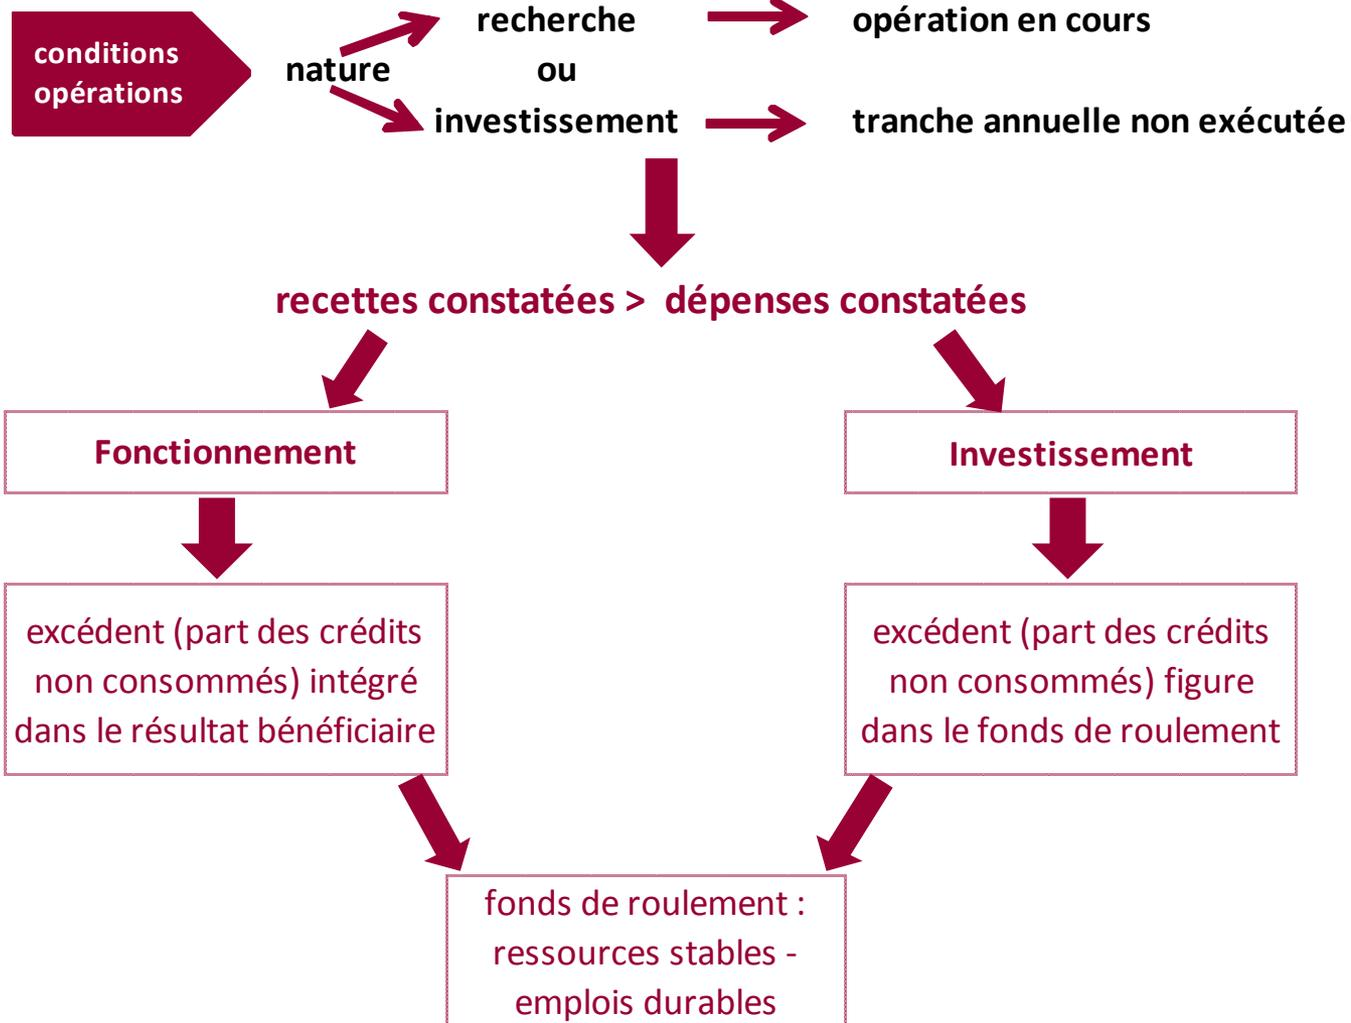 conditions
opérations
nature
recherche
ou
investissement
opération en cours
tranche annuelle non exécutée
recettes constatées > dépenses constatées
Fonctionnement
Investissement
excédent (part des crédits
non consommés) intégré
dans le résultat bénéficiaire
excédent (part des crédits
non consommés) figure
dans le fonds de roulement
fonds de roulement :
ressources stables -
emplois durables